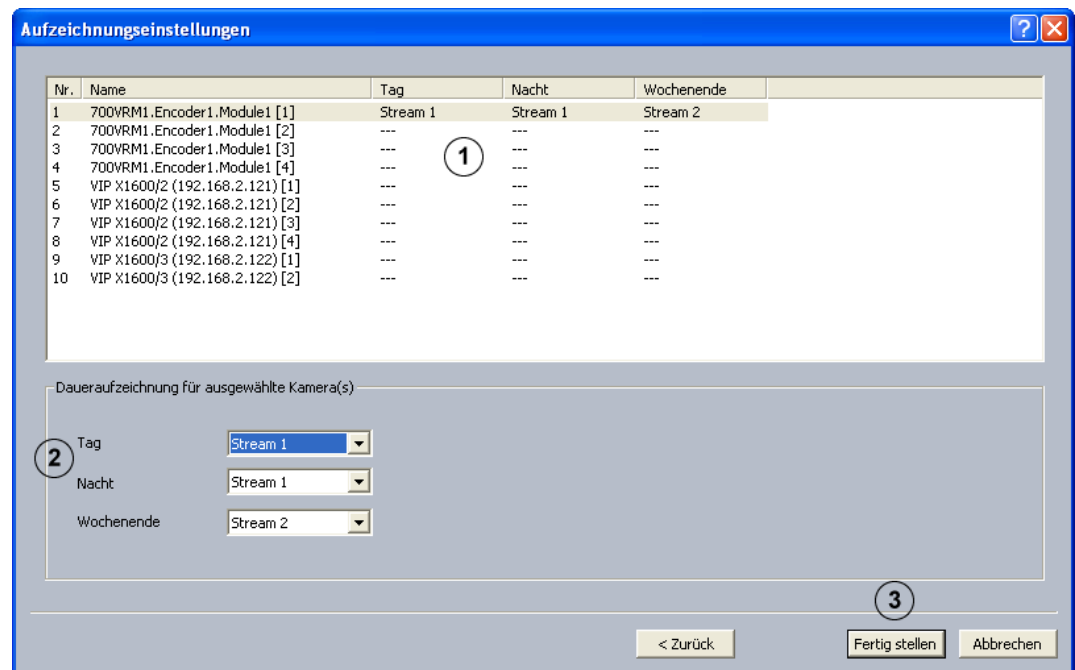 Aufzeichnungseinstellungen
Nr. Name Tag Nacht Wochenende
1 700VRM1.Encoder1.Module1 [1] Stream 1 Stream 1 Stream 2
2 700VRM1.Encoder1.Module1 [2] --- --- ---
3 700VRM1.Encoder1.Module1 [3] --- --- ---
4 700VRM1.Encoder1.Module1 [4] --- --- ---
5 VIP X1600/2 (192.168.2.121) [1] --- --- ---
6 VIP X1600/2 (192.168.2.121) [2] --- --- ---
7 VIP X1600/2 (192.168.2.121) [3] --- --- ---
8 VIP X1600/2 (192.168.2.121) [4] --- --- ---
9 VIP X1600/3 (192.168.2.122) [1] --- --- ---
10 VIP X1600/3 (192.168.2.122) [2] --- --- ---
1
Daueraufzeichnung für ausgewählte Kamera(s)
Tag Stream 1
2
Nacht Stream 1
Wochenende Stream 2
3
< Zurück Fertig stellen Abbrechen